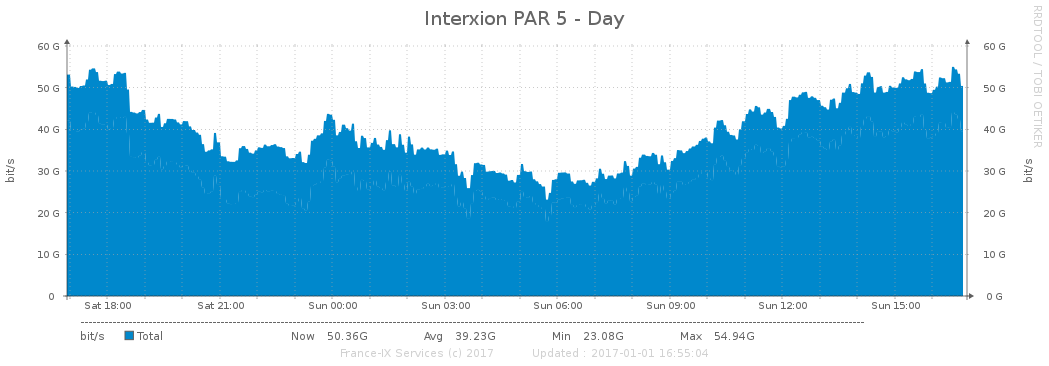 Interxion PAR 5 - Day
RRDTOOL / TOBI OETIKER
60 G 60 G
50 G 50 G
40 G 40 G
30 G 30 G
20 G 20 G
10 G 10 G
0 0 G
bit/s
bit/s
Sat 18:00 Sat 21:00 Sun 00:00 Sun 03:00 Sun 06:00 Sun 09:00 Sun 12:00 Sun 15:00
bit/s Total Now 50.36G Avg 39.23G Min 23.08G Max 54.94G
France-IX Services (c) 2017 Updated : 2017-01-01 16:55:04